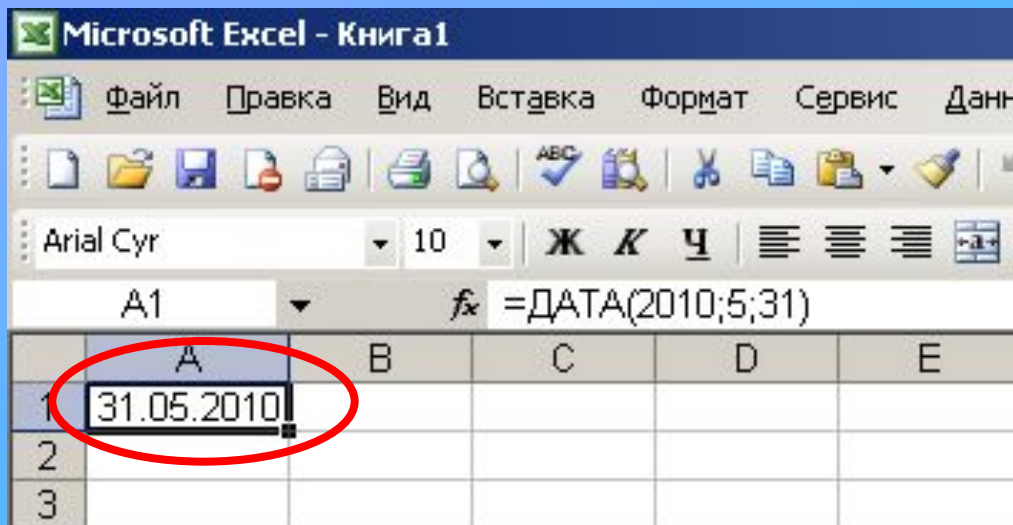 Microsoft Excel - Книга1
Файл Правка Вид Вставка Формат Сервис Данн
ABC
Arial Cyr 10 Ж К Ч a
A1 fx =ДАТА(2010;5;31)
A B C D E
1 31.05.2010
2
3